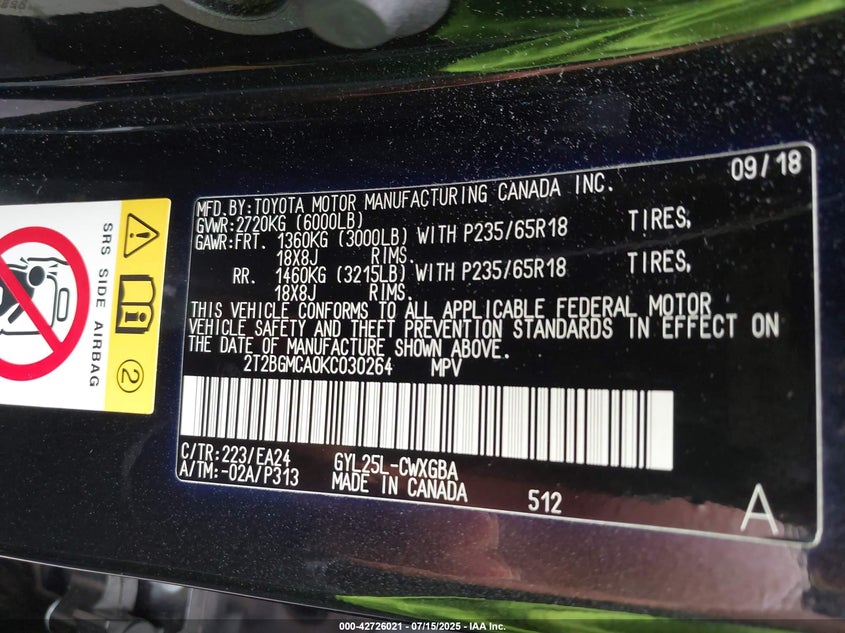 09/18
MFD.BY:TOYOTA MOTOR MANUFACTURING CANADA INC.
GVWR:2720KG (6000LB)
GAWR:FRT. 1360KG (3000LB) WITH P235/65R18 TIRES,
18X8J RIMS.
RR. 1460KG (3215LB) WITH P235/65R18 TIRES,
18X8J RIMS.
THIS VEHICLE CONFORMS TO ALL APPLICABLE FEDERAL MOTOR
VEHICLE SAFETY AND THEFT PREVENTION STANDARDS IN EFFECT ON
THE DATE OF MANUFACTURE SHOWN ABOVE.
2T2BGMCA0KC030264 MPV
C/TR:223/EA24 GYL25L-CWXGBA
A/TM:-02A/P313 MADE IN CANADA
512
A
SRS SIDE AIRBAG
2
000-42726021 - 07/15/2025 - IAA Inc.